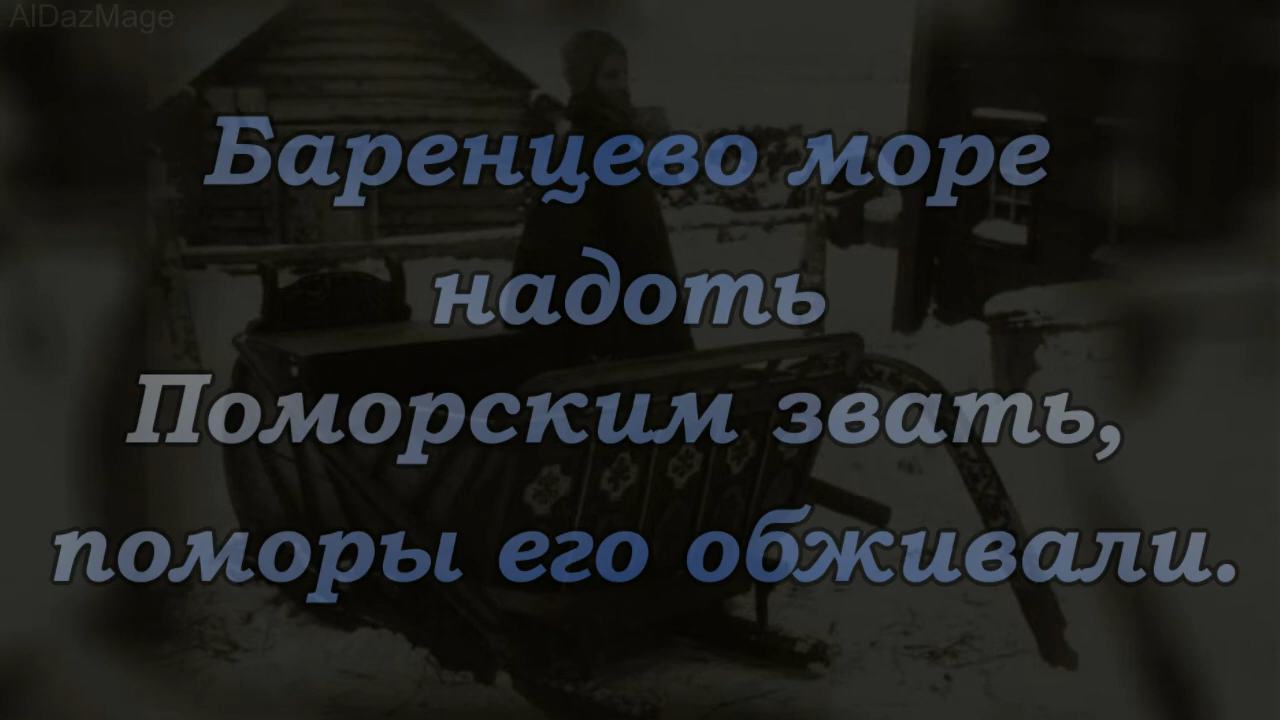 AlDazMage
Баренцево море
надоть
Поморским звать,
поморы его обживали.